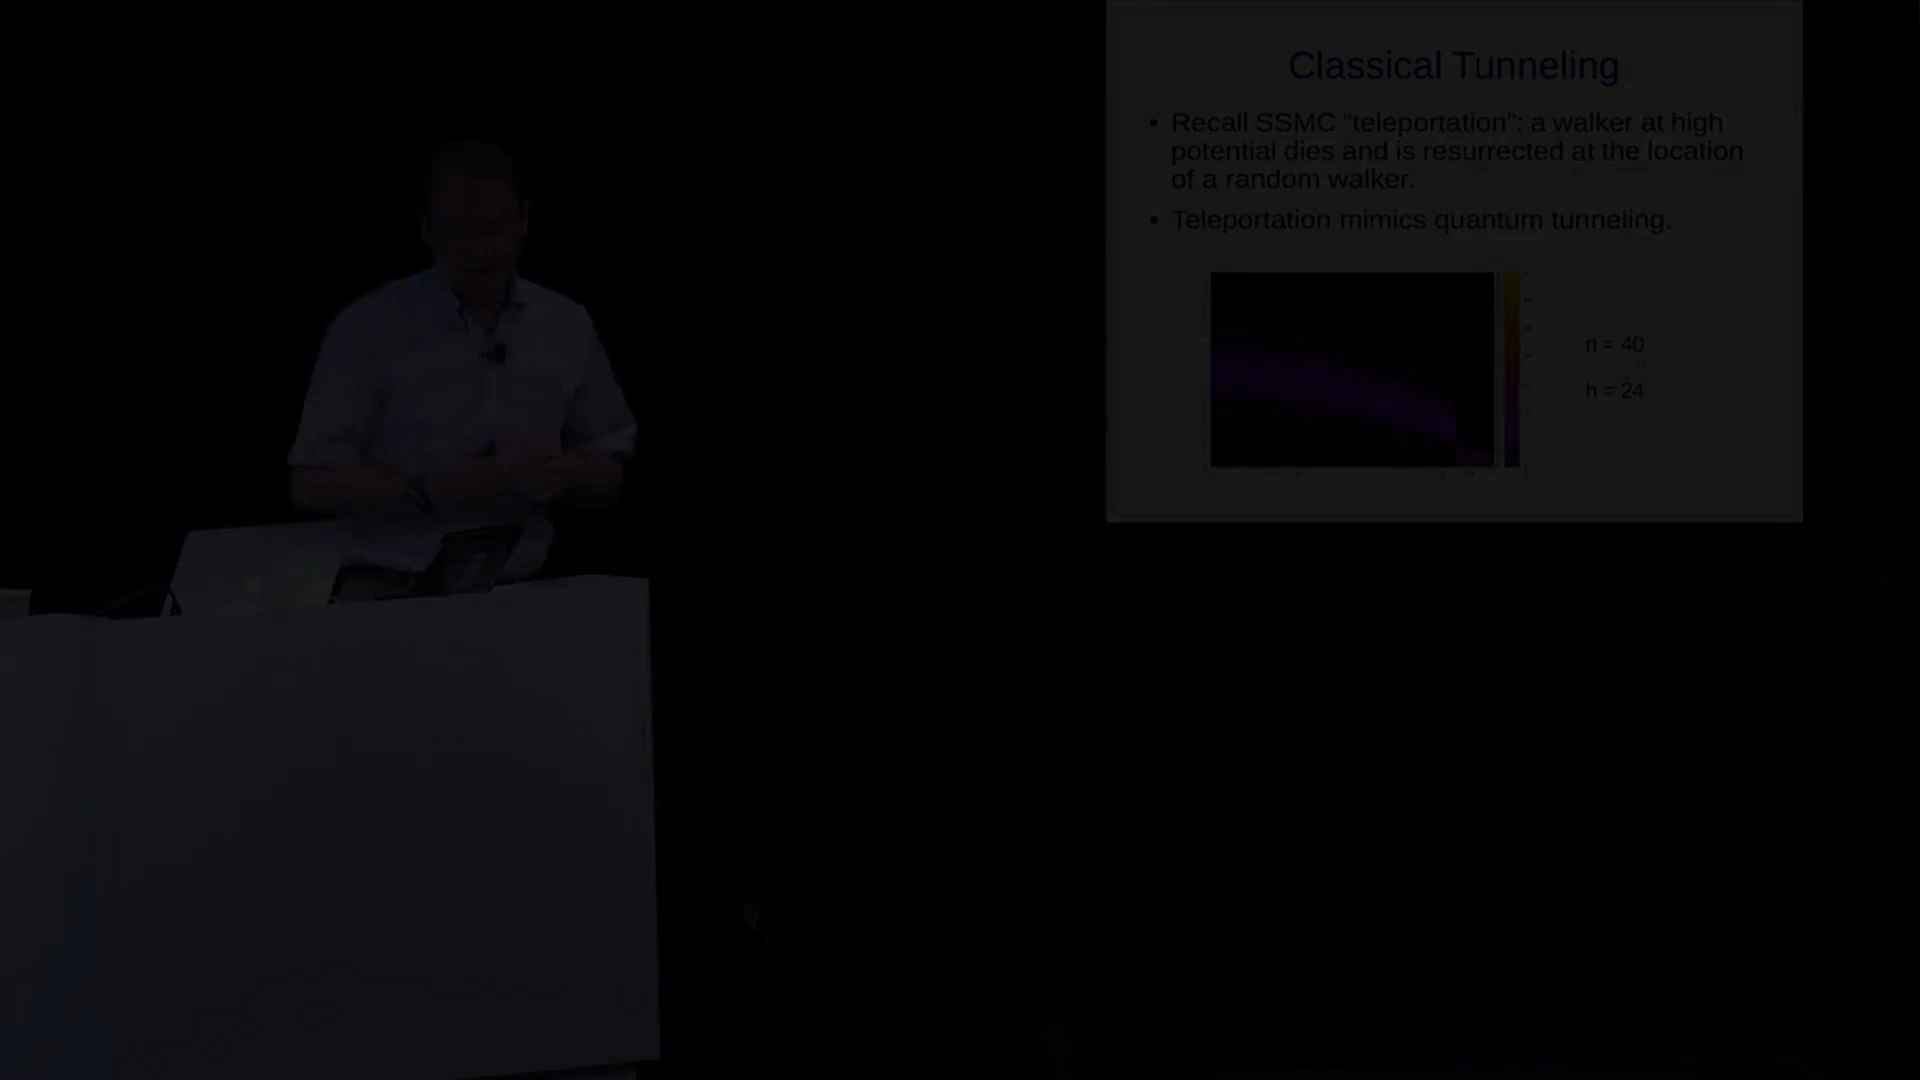 Classical Tunneling
• Recall SSMC “teleportation”: a walker at high
potential dies and is resurrected at the location
of a random walker.
• Teleportation mimics quantum tunneling.
n = 40
h = 24